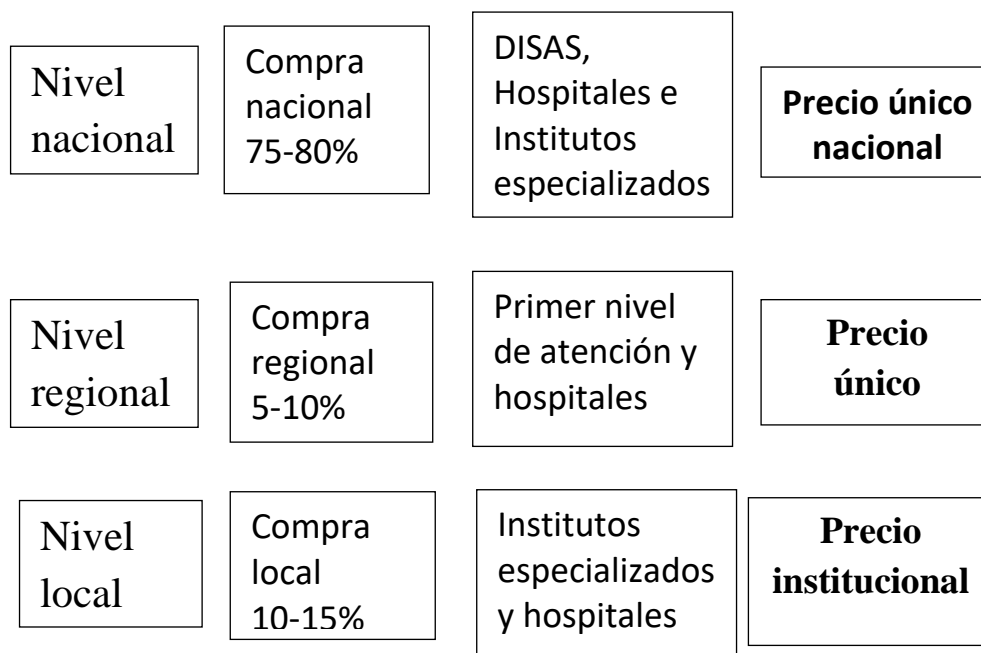 Nivel
nacional
Compra
nacional
75-80%
DISAS,
Hospitales e
Institutos
especializados
Precio único
nacional
Nivel
regional
Compra
regional
5-10%
Primer nivel
de atención y
hospitales
Precio
único
Nivel
local
Compra
local
10-15%
Institutos
especializados
y hospitales
Precio
institucional